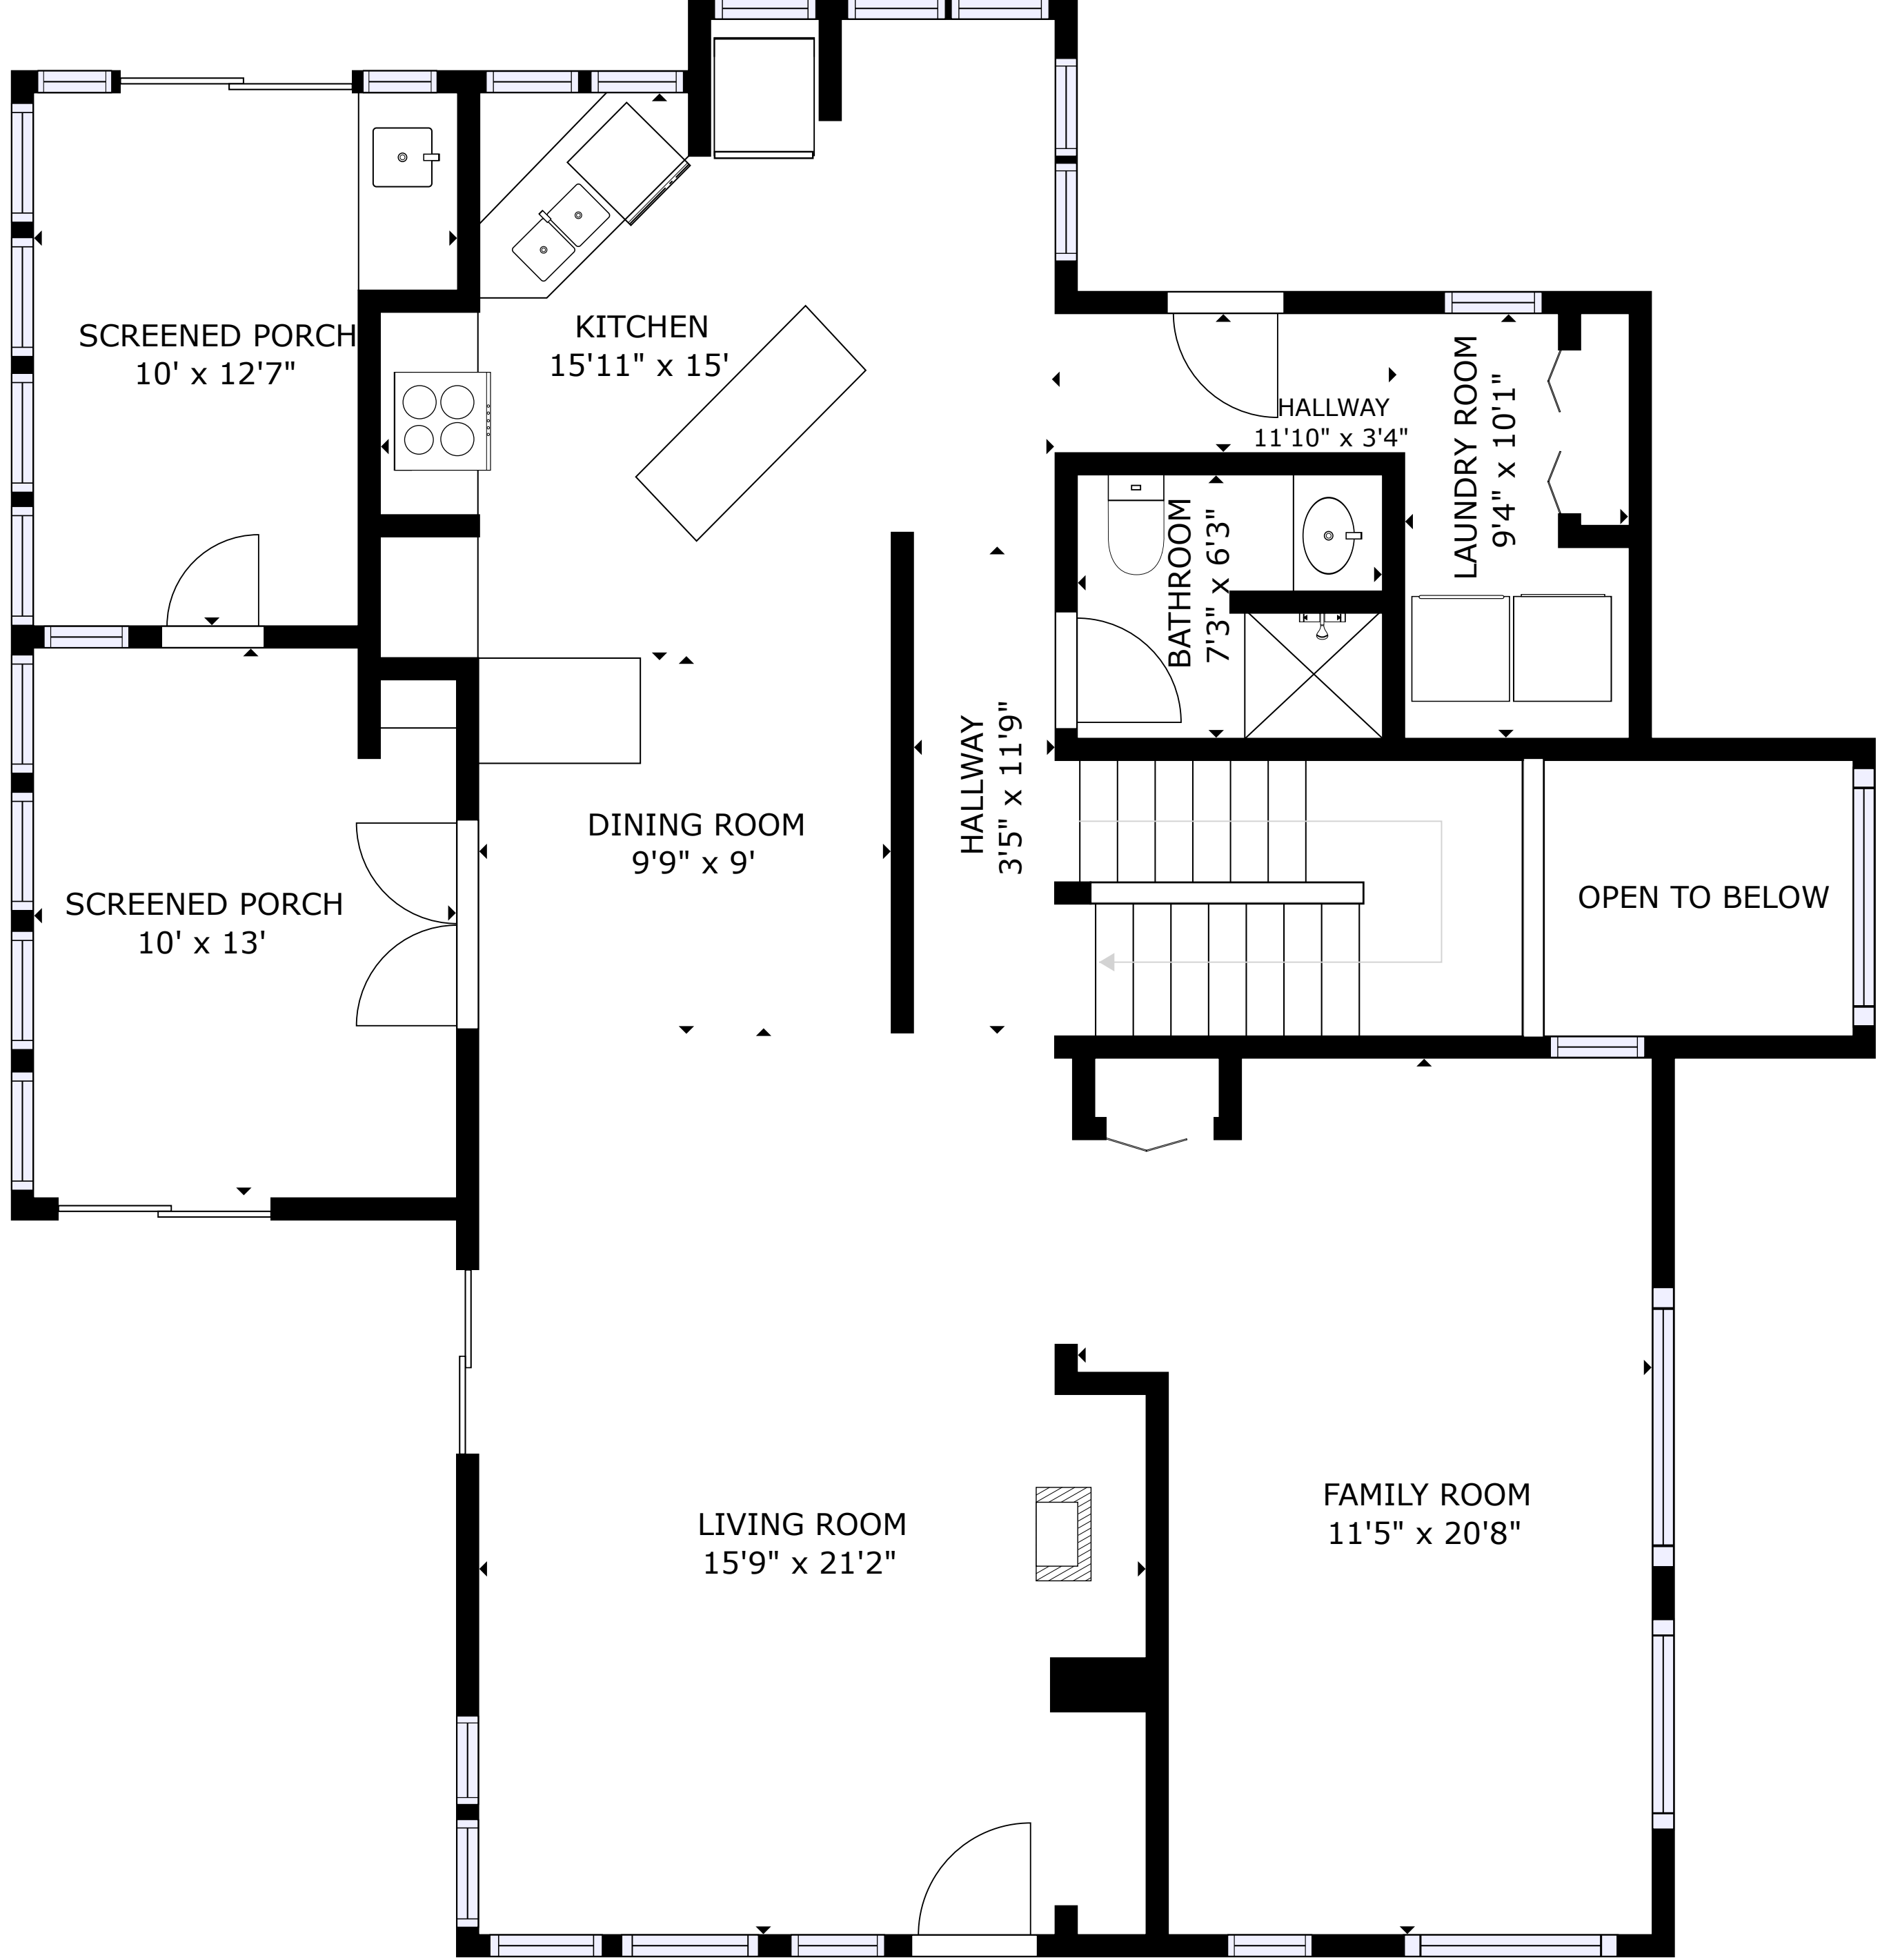 SCREENED PORCH
10' x 12'7"
KITCHEN
15'11" x 15'
HALLWAY
11'10" x 3'4"
LAUNDRY ROOM
9'4" x 10'1"
BATHROOM
7'3" x 6'3"
HALLWAY
3'5" x 11'9"
DINING ROOM
9'9" x 9'
SCREENED PORCH
10' x 13'
OPEN TO BELOW
LIVING ROOM
15'9" x 21'2"
FAMILY ROOM
11'5" x 20'8"